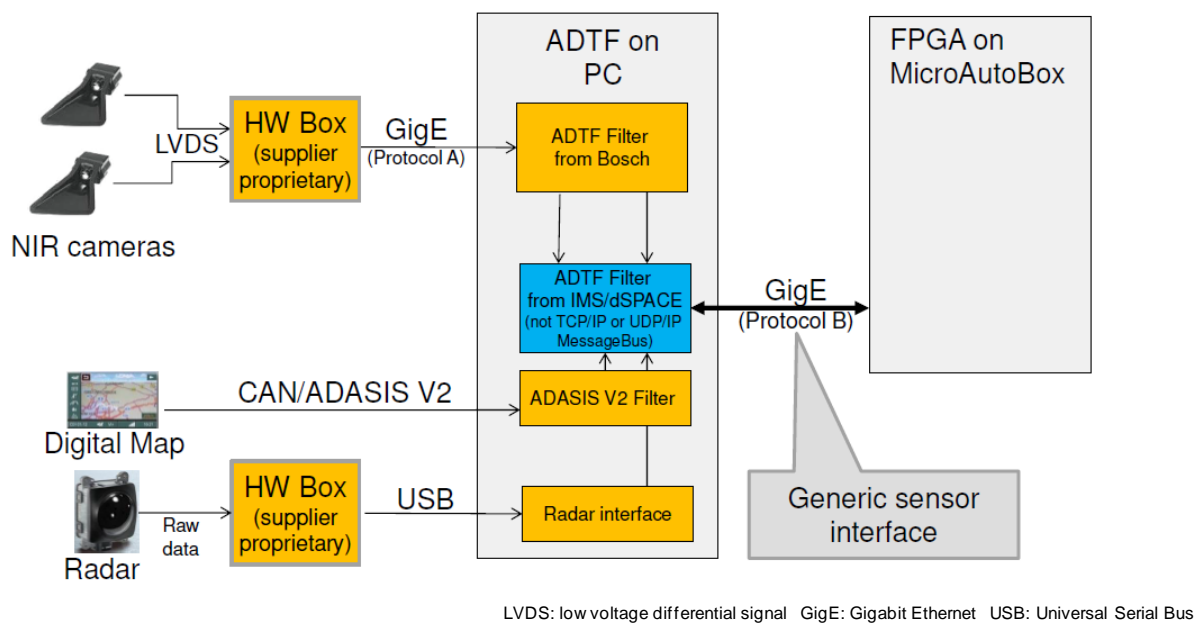 ADTF on
PC
FPGA on
MicroAutoBox
HW Box
(supplier
proprietary)
LVDS
GigE
(Protocol A)
ADTF Filter
from Bosch
NIR cameras
ADTF Filter
from IMS/dSPACE
(not TCP/IP or UDP/IP
MessageBus)
GigE
(Protocol B)
CAN/ADASIS V2
ADASIS V2 Filter
Digital Map
HW Box
(supplier
proprietary)
USB
Radar interface
Raw
data
Radar
Generic sensor
interface
LVDS: low voltage differential signal GigE: Gigabit Ethernet USB: Universal Serial Bus